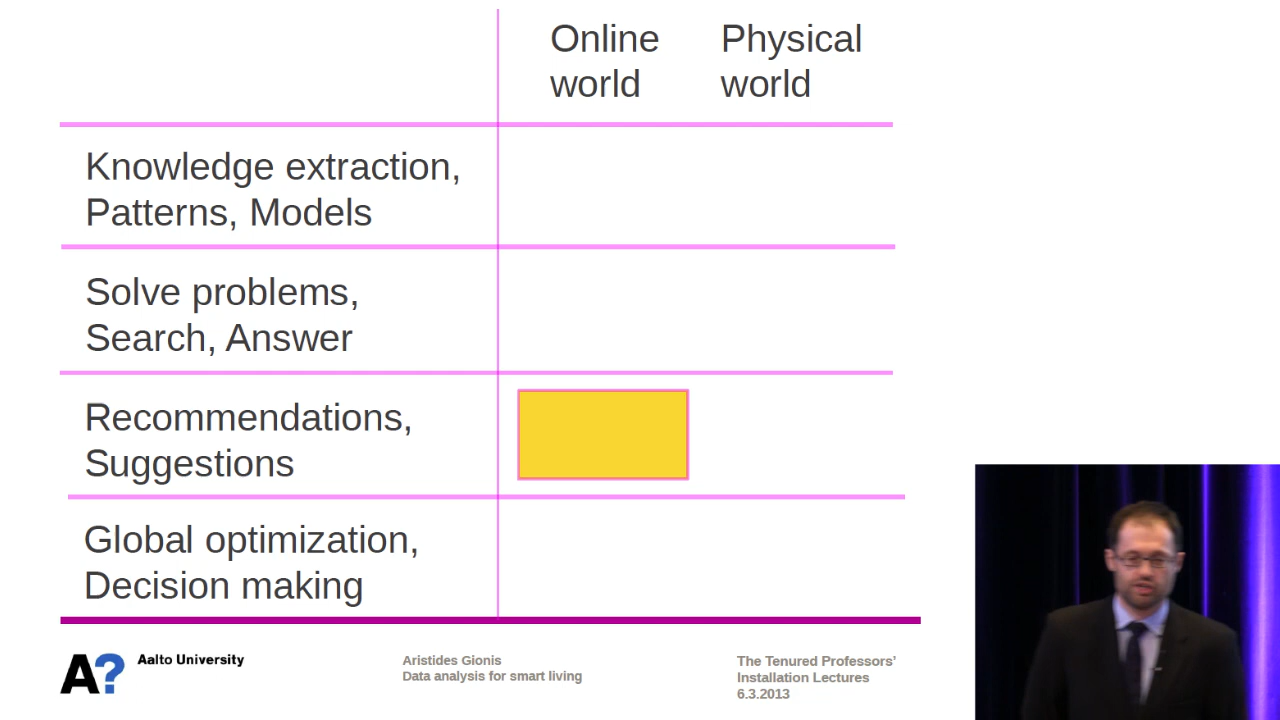 Online
world
Physical
world
Knowledge extraction,
Patterns, Models
Solve problems,
Search, Answer
Recommendations,
Suggestions
Global optimization,
Decision making
A?
Aalto University
Aristides Gionis
Data analysis for smart living
The Tenured Professors'
Installation Lectures
6.3.2013